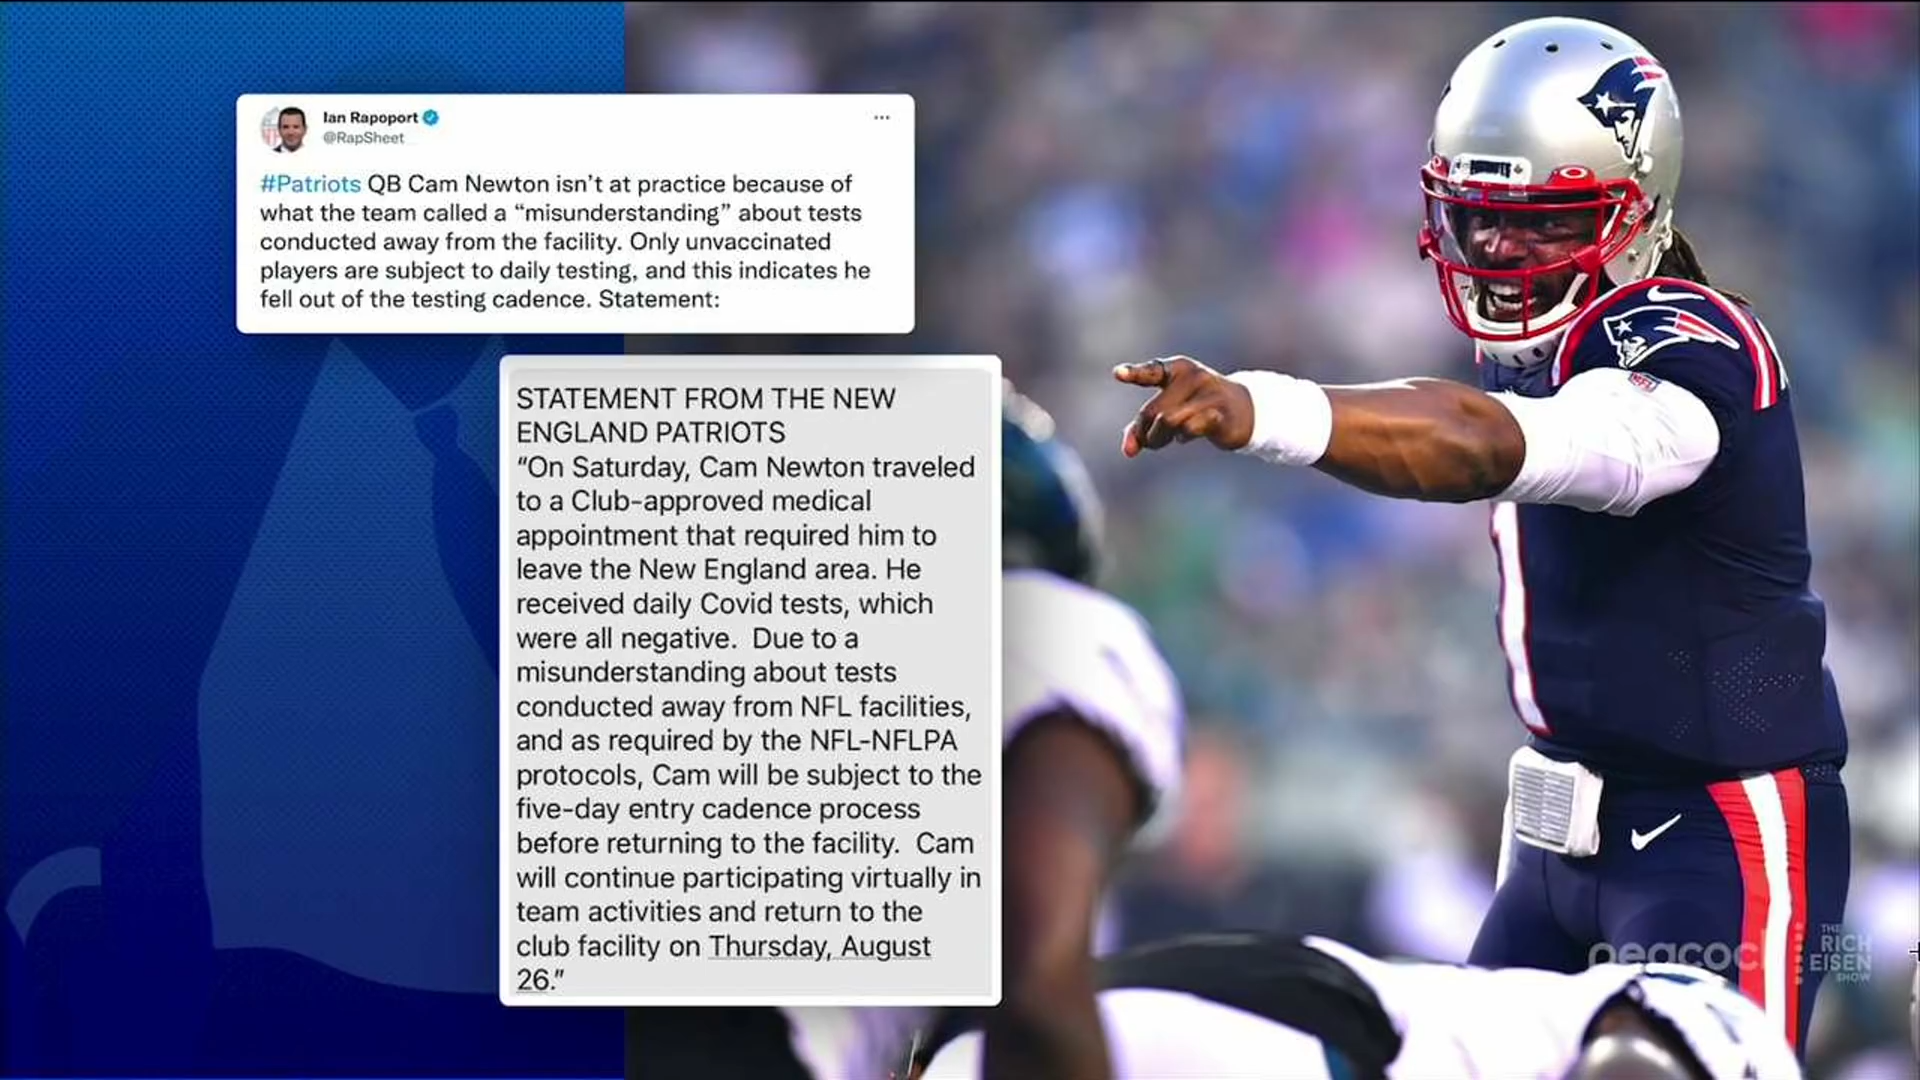 Ian Rapoport
@RapSheet
#Patriots QB Cam Newton isn't at practice because of
what the team called a “misunderstanding” about tests
conducted away from the facility. Only unvaccinated
players are subject to daily testing, and this indicates he
fell out of the testing cadence. Statement:
STATEMENT FROM THE NEW
ENGLAND PATRIOTS
“On Saturday, Cam Newton traveled
to a Club-approved medical
appointment that required him to
leave the New England area. He
received daily Covid tests, which
were all negative.  Due to a
misunderstanding about tests
conducted away from NFL facilities,
and as required by the NFL-NFLPA
protocols, Cam will be subject to the
five-day entry cadence process
before returning to the facility.  Cam
will continue participating virtually in
team activities and return to the
club facility on Thursday, August
26.”
PATRIOTS
NFL
1
peacock
THE
RICH
EISEN
SHOW